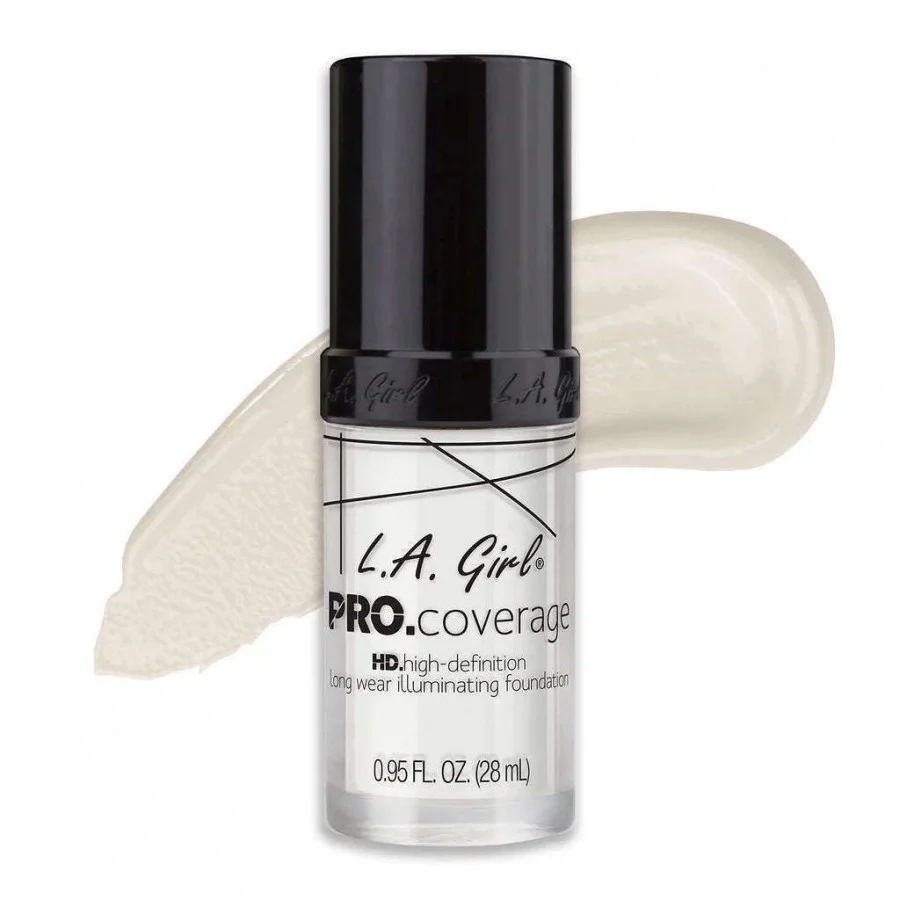 L.A. Girl L.A. Girl
L.A. Girl®
PRO.coverage
HD.high-definition
long wear illuminating foundation
0.95 FL. OZ. (28 mL)